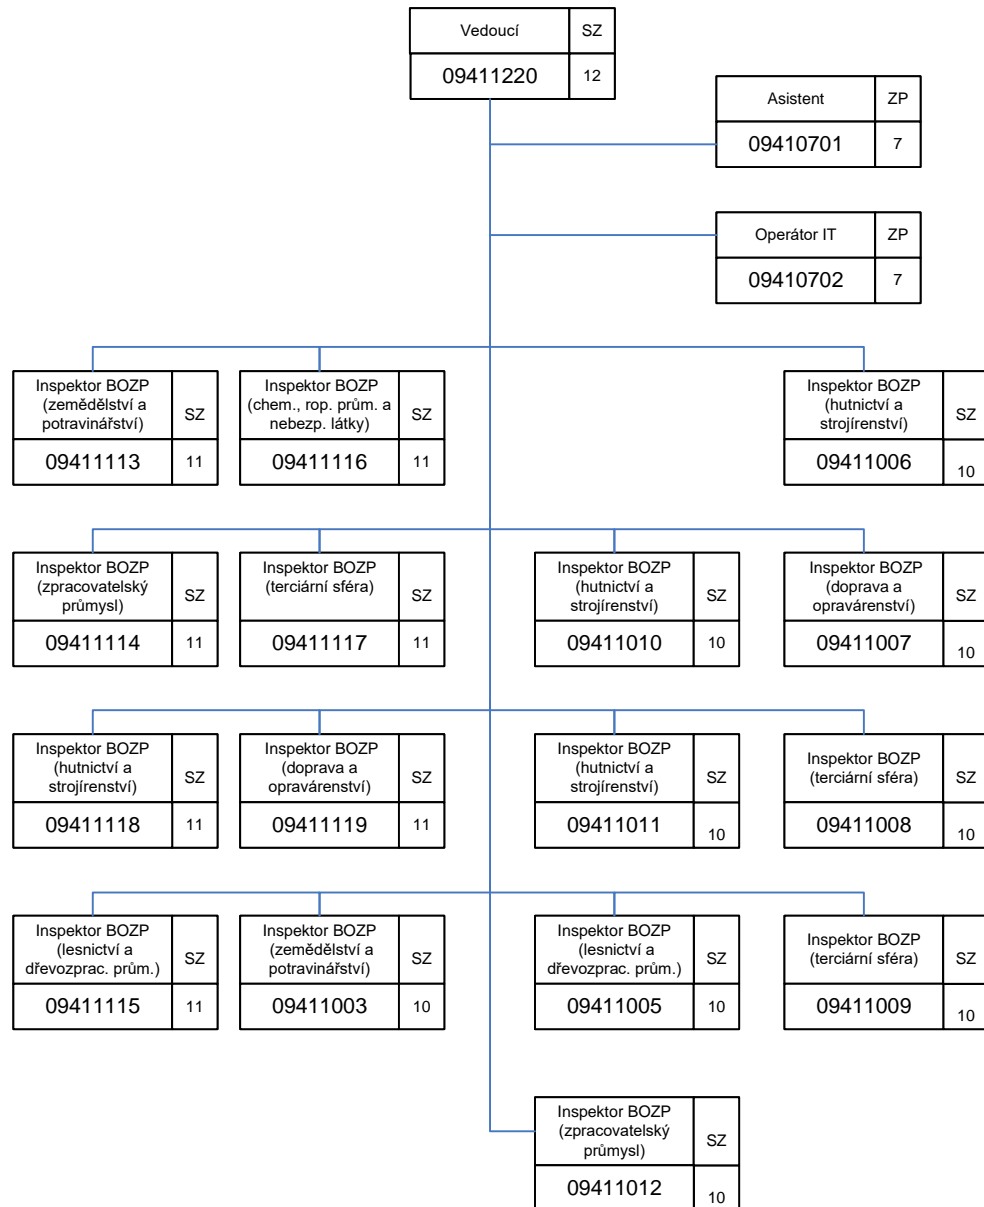 Vedoucí SZ
09411220 12
Asistent ZP
09410701 7
Operátor IT ZP
09410702 7
Inspektor BOZP
(zemědělství a
potravinářství)
SZ
09411113 11
Inspektor BOZP
(chem., rop. prům. a
nebezp. látky)
SZ
09411116 11
Inspektor BOZP
(hutnictví a
strojírenství)
SZ
09411006 10
Inspektor BOZP
(zpracovatelský
průmysl)
SZ
09411114 11
Inspektor BOZP
(terciární sféra)
SZ
09411117 11
Inspektor BOZP
(hutnictví a
strojírenství)
SZ
09411010 10
Inspektor BOZP
(doprava a
opravárenství)
SZ
09411007 10
Inspektor BOZP
(hutnictví a
strojírenství)
SZ
09411118 11
Inspektor BOZP
(doprava a
opravárenství)
SZ
09411119 11
Inspektor BOZP
(hutnictví a
strojírenství)
SZ
09411011 10
Inspektor BOZP
(terciární sféra)
SZ
09411008 10
Inspektor BOZP
(lesnictví a
dřevozprac. prům.)
SZ
09411115 11
Inspektor BOZP
(zemědělství a
potravinářství)
SZ
09411003 10
Inspektor BOZP
(lesnictví a
dřevozprac. prům.)
SZ
09411005 10
Inspektor BOZP
(terciární sféra)
SZ
09411009 10
Inspektor BOZP
(zpracovatelský
průmysl)
SZ
09411012 10